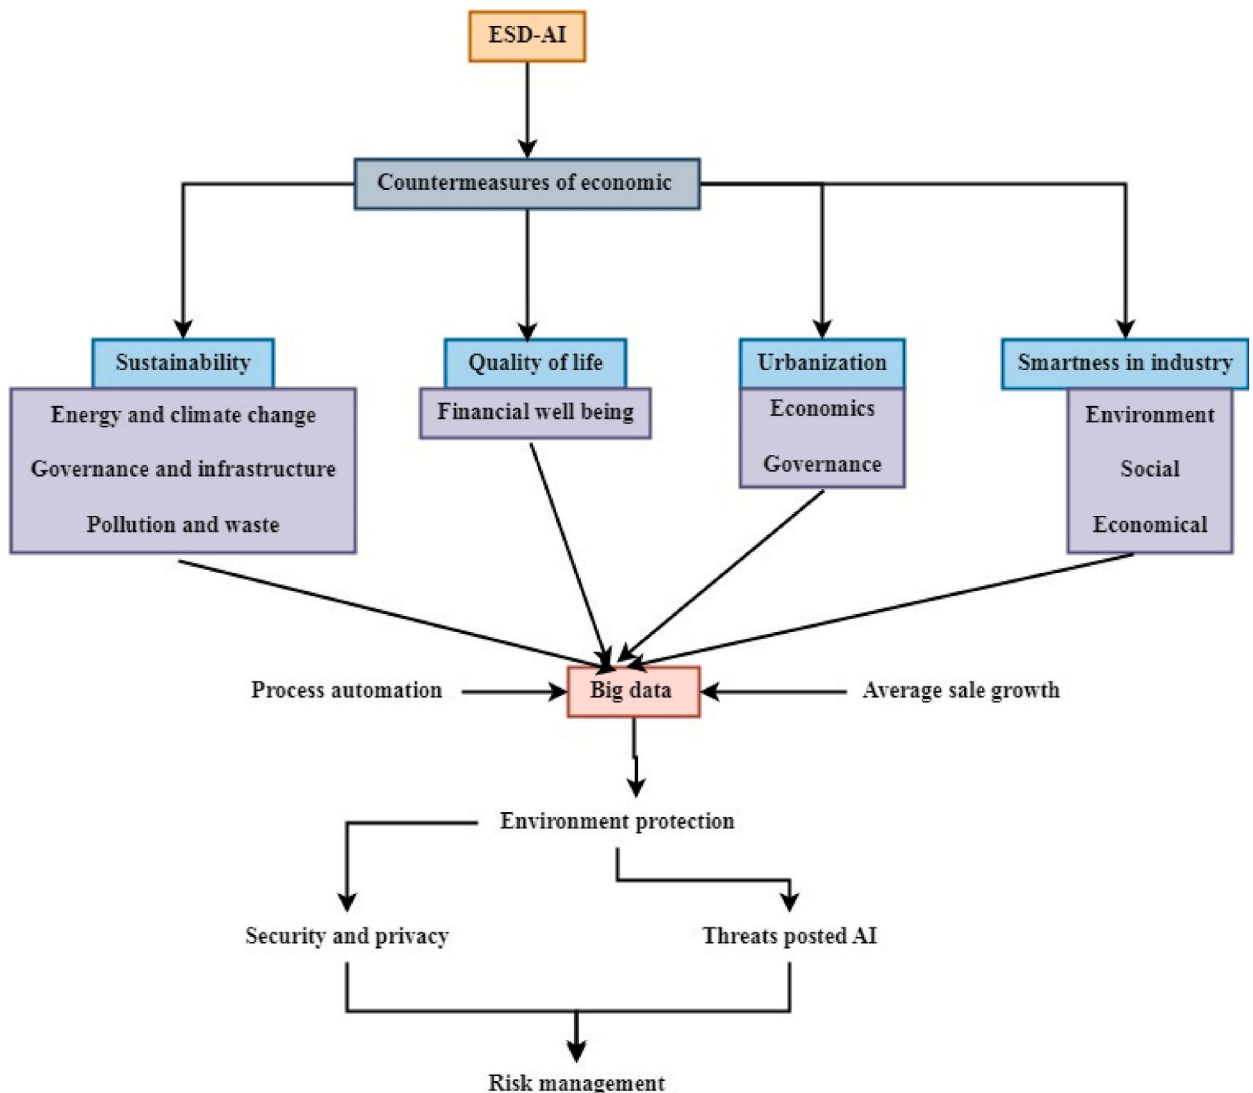 ESD-AI
Countermeasures of economic
Sustainability
Energy and climate change
Governance and infrastructure
Pollution and waste
Quality of life
Financial well being
Urbanization
Economics
Governance
Smartness in industry
Environment
Social
Economical
Process automation
Big data
Average sale growth
Environment protection
Security and privacy
Threats posted AI
Risk management